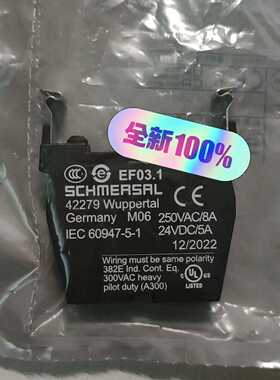 全新100%
EF03.1
SCHMERSAL
42279 Wuppertal
Germany M06 250VAC/8A
IEC 60947-5-1 24VDC/5A
12/2022
Wiring must be same polarity
382E Ind. Cont. Eq.
300VAC heavy
pilot duty (A300)
UL
LISTED